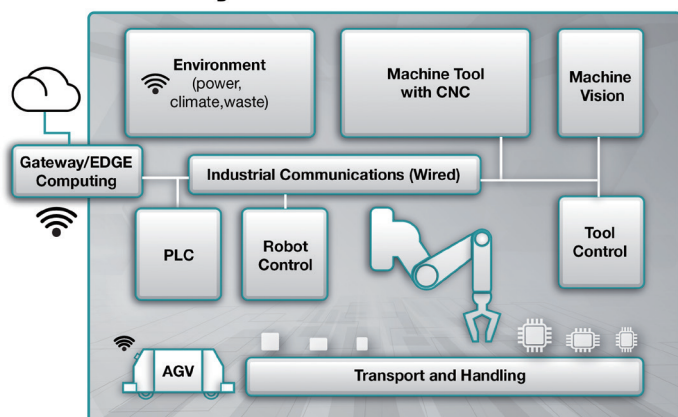 Environment
(power,
climate,waste)
Machine Tool
with CNC
Machine
Vision
Gateway/EDGE
Computing
Industrial Communications (Wired)
PLC
Robot
Control
Tool
Control
AGV
Transport and Handling